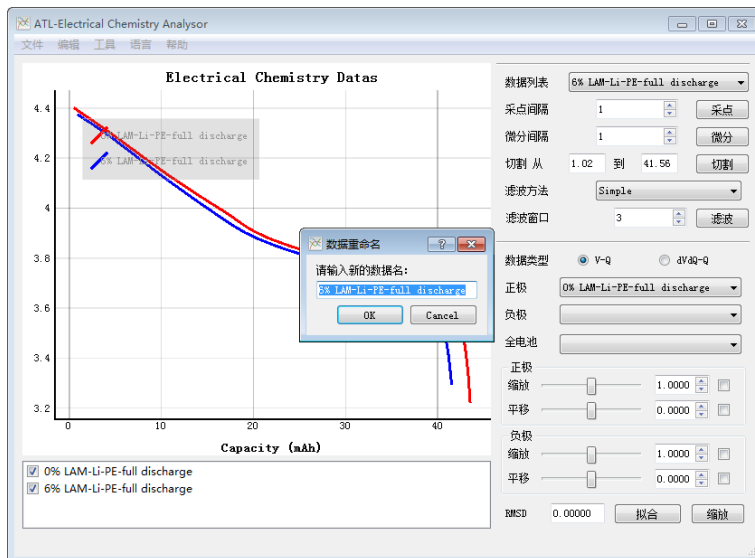 ATL-Electrical Chemistry Analysor
文件 编辑 工具 语言 帮助
Electrical Chemistry Datas
4.4
4.2
4
3.8
3.6
3.4
3.2
0% LAM-Li-PE-full discharge
6% LAM-Li-PE-full discharge
0 10 20 30 40
Capacity (mAh)
数据重命名
请输入新的数据名:
6% LAM-Li-PE-full discharge
OK Cancel
0% LAM-Li-PE-full discharge
6% LAM-Li-PE-full discharge
数据列表 6% LAM-Li-PE-full discharge
采点间隔 1 采点
微分间隔 1 微分
切割 从 1.02 到 41.56 切割
滤波方法 Simple
滤波窗口 3 滤波
数据类型 V-Q dVdQ-Q
正极 0% LAM-Li-PE-full discharge
负极
全电池
正极
缩放 1.0000
平移 0.0000
负极
缩放 1.0000
平移 0.0000
RMSD 0.00000 拟合 缩放